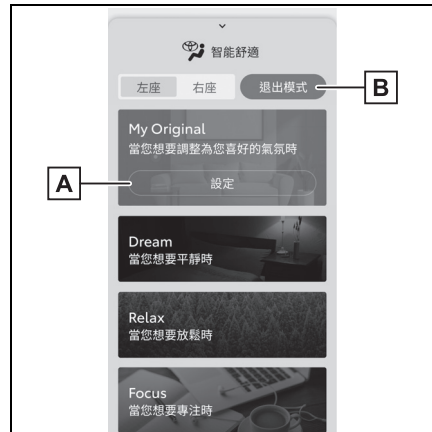 智能舒適
左座 右座 退出模式
B
My Original
當您想要調整為您喜好的氣氛時
A
設定
Dream
當您想要平靜時
Relax
當您想要放鬆時
Focus
當您想要專注時